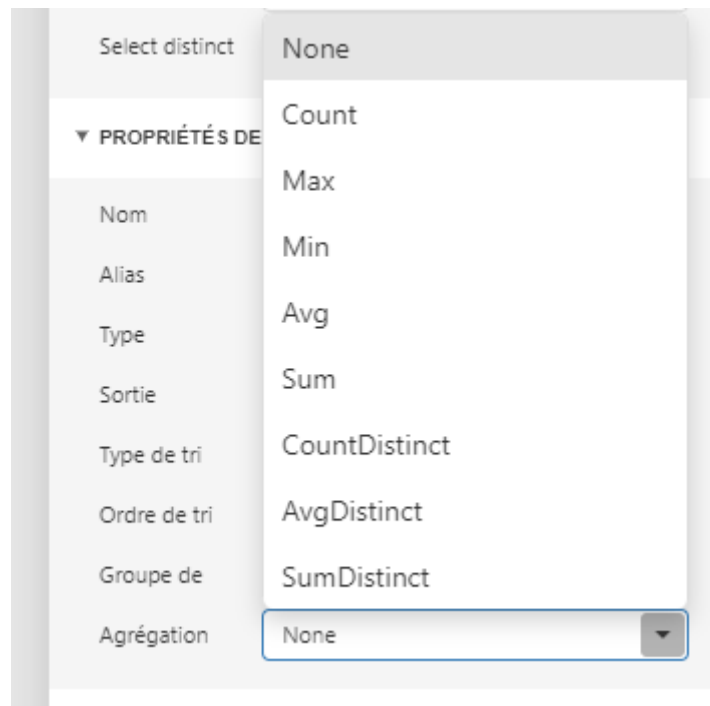 Select distinct
None
Count
▼ PROPRIÉTÉS DE
Max
Nom
Min
Alias
Avg
Type
Sum
Sortie
CountDistinct
Type de tri
AvgDistinct
Ordre de tri
SumDistinct
Groupe de
Agrégation
None